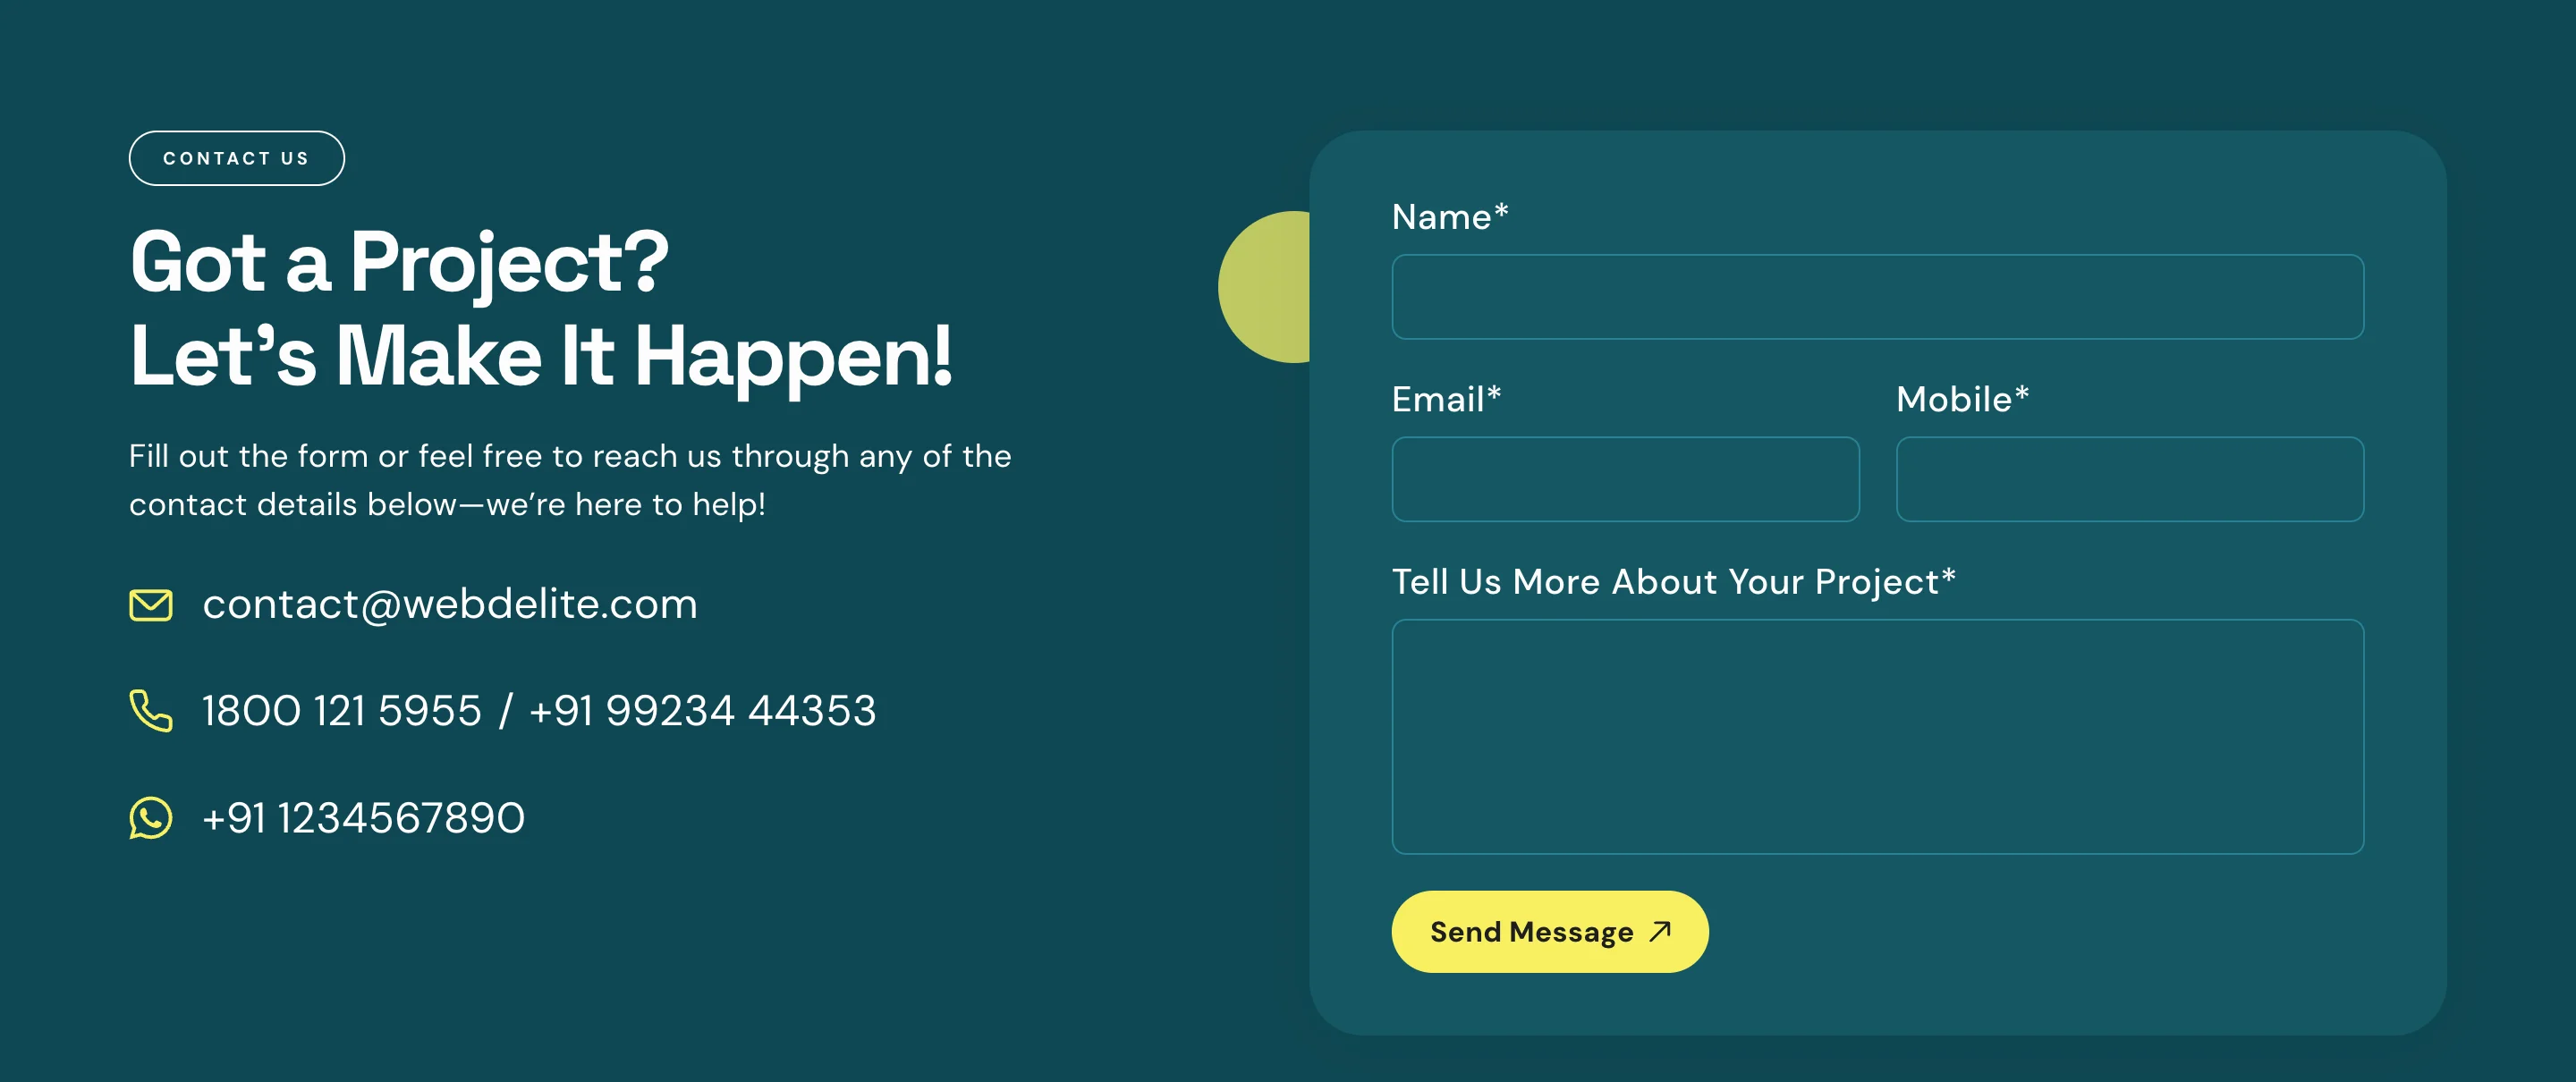 CONTACT US
Got a Project?
Let’s Make It Happen!
Fill out the form or feel free to reach us through any of the
contact details below—we’re here to help!
contact@webdelite.com
1800 121 5955 / +91 99234 44353
+91 1234567890
Name*
Email*
Mobile*
Tell Us More About Your Project*
Send Message